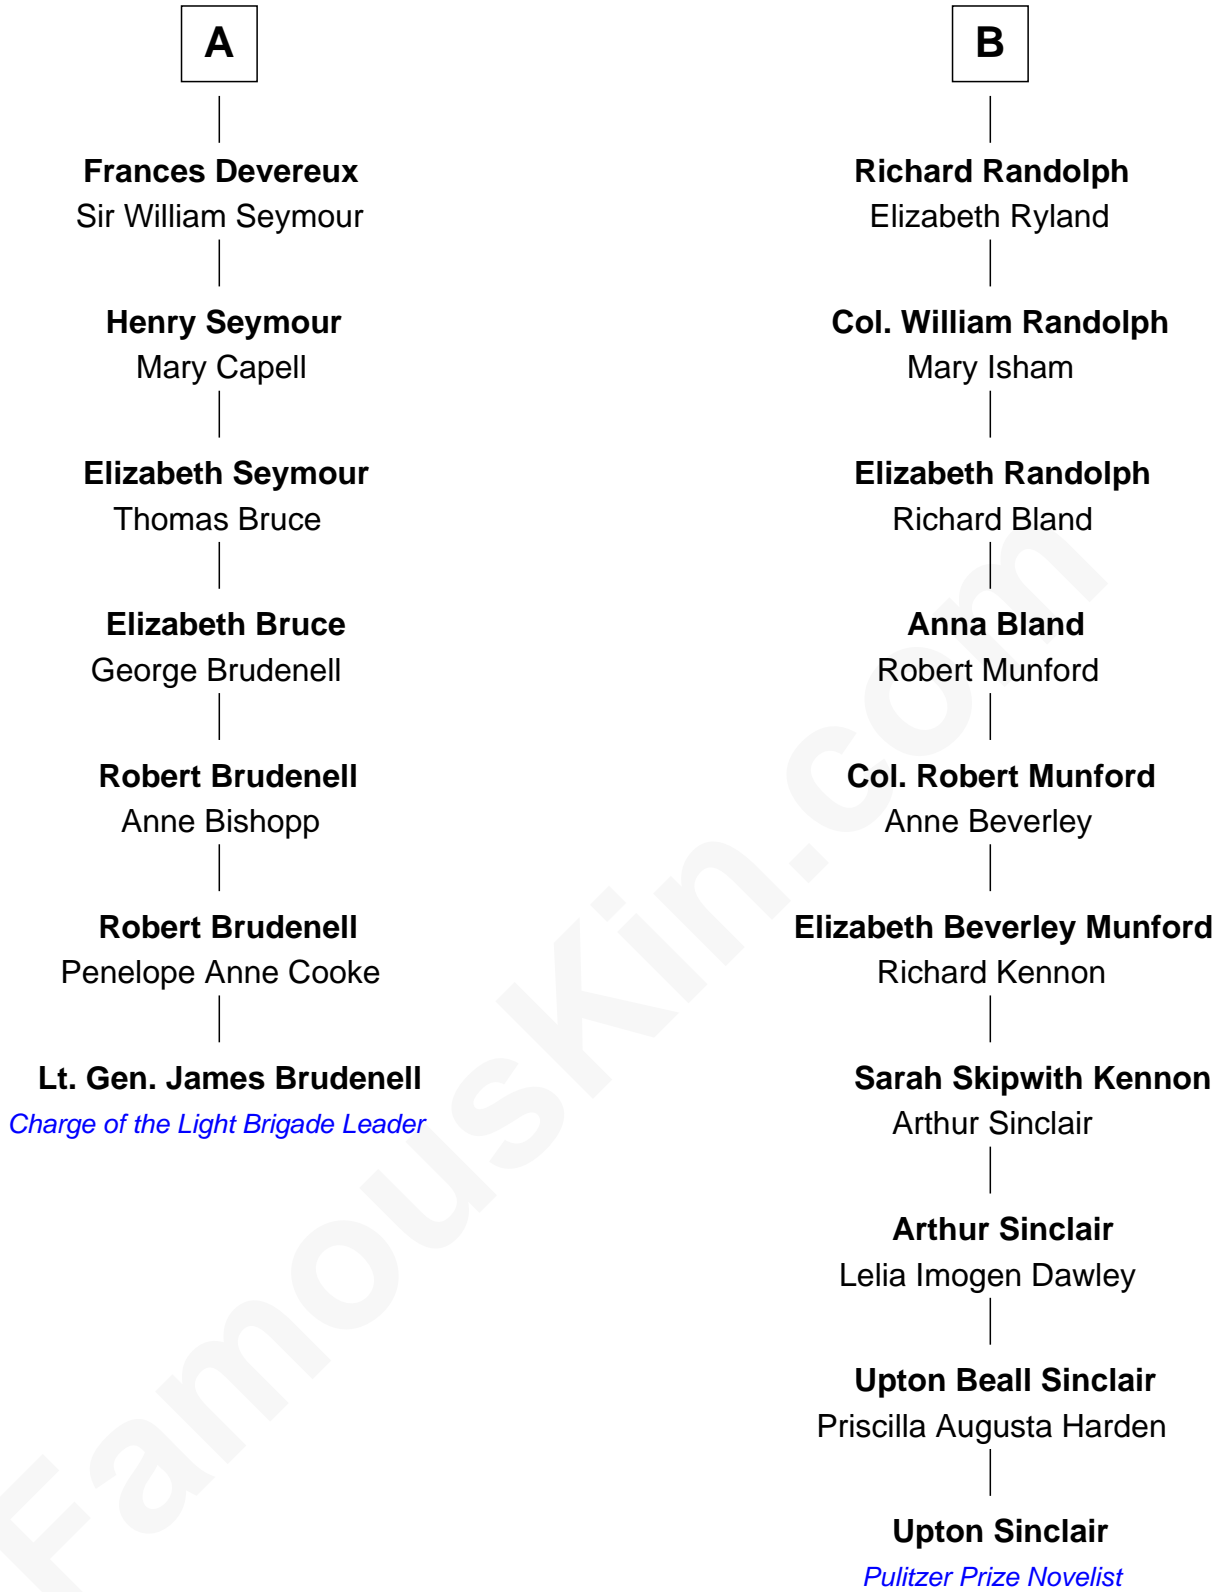 A
Frances Devereux
Sir William Seymour
Henry Seymour
Mary Capell
Elizabeth Seymour
Thomas Bruce
Elizabeth Bruce
George Brudenell
Robert Brudenell
Anne Bishopp
Robert Brudenell
Penelope Anne Cooke
Lt. Gen. James Brudenell
Charge of the Light Brigade Leader
B
Richard Randolph
Elizabeth Ryland
Col. William Randolph
Mary Isham
Elizabeth Randolph
Richard Bland
Anna Bland
Robert Munford
Col. Robert Munford
Anne Beverley
Elizabeth Beverley Munford
Richard Kennon
Sarah Skipwith Kennon
Arthur Sinclair
Arthur Sinclair
Lelia Imogen Dawley
Upton Beall Sinclair
Priscilla Augusta Harden
Upton Sinclair
Pulitzer Prize Novelist
FamousKin.com